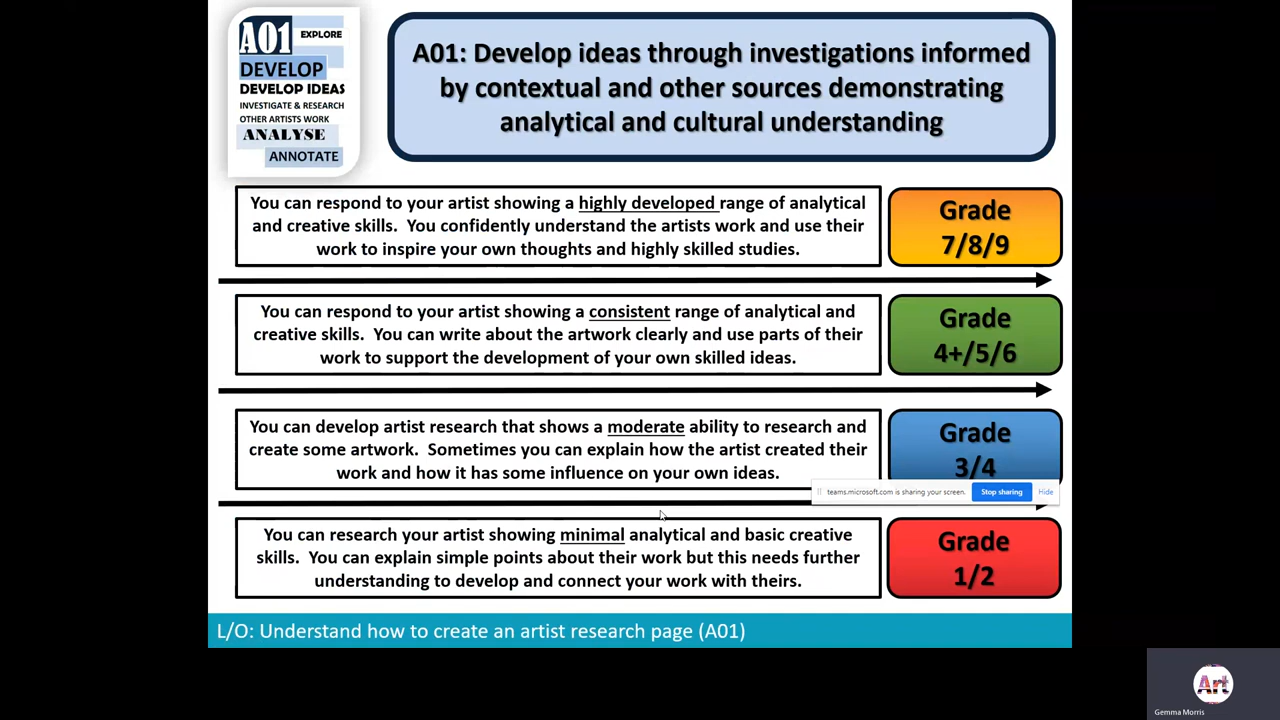 A01
EXPLORE
DEVELOP
DEVELOP IDEAS
INVESTIGATE & RESEARCH
OTHER ARTISTS WORK
ANALYSE
ANNOTATE
A01: Develop ideas through investigations informed
by contextual and other sources demonstrating
analytical and cultural understanding
You can respond to your artist showing a highly developed range of analytical
and creative skills. You confidently understand the artists work and use their
work to inspire your own thoughts and highly skilled studies.
Grade
7/8/9
You can respond to your artist showing a consistent range of analytical and
creative skills. You can write about the artwork clearly and use parts of their
work to support the development of your own skilled ideas.
Grade
4+/5/6
You can develop artist research that shows a moderate ability to research and
create some artwork. Sometimes you can explain how the artist created their
work and how it has some influence on your own ideas.
Grade
3/4
teams.microsoft.com is sharing your screen. Stop sharing Hide
You can research your artist showing minimal analytical and basic creative
skills. You can explain simple points about their work but this needs further
understanding to develop and connect your work with theirs.
Grade
1/2
L/O: Understand how to create an artist research page (A01)
Art
Gemma Morris